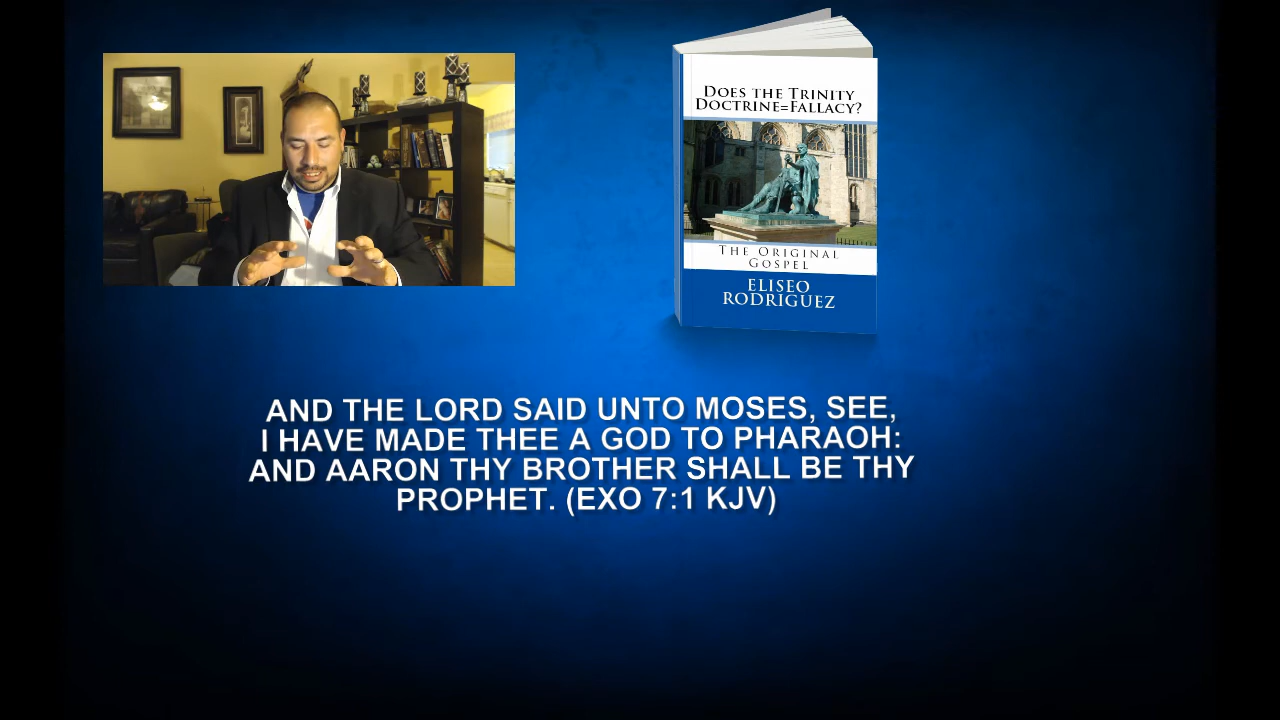 DOES THE TRINITY
DOCTRINE=FALLACY?
THE ORIGINAL
GOSPEL
ELISEO
RODRIGUEZ
AND THE LORD SAID UNTO MOSES, SEE,
I HAVE MADE THEE A GOD TO PHARAOH:
AND AARON THY BROTHER SHALL BE THY
PROPHET. (EXO 7:1 KJV)